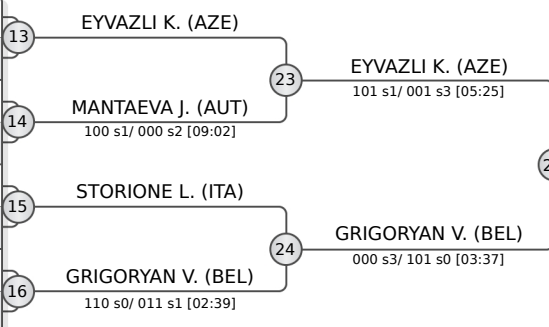 EYVAZLI K. (AZE)
13
23
EYVAZLI K. (AZE)
101 s1/ 001 s3 [05:25]
MANTAEVA J. (AUT)
14
100 s1/ 000 s2 [09:02]
STORIONE L. (ITA)
15
24
GRIGORYAN V. (BEL)
000 s3/ 101 s0 [03:37]
GRIGORYAN V. (BEL)
16
110 s0/ 011 s1 [02:39]